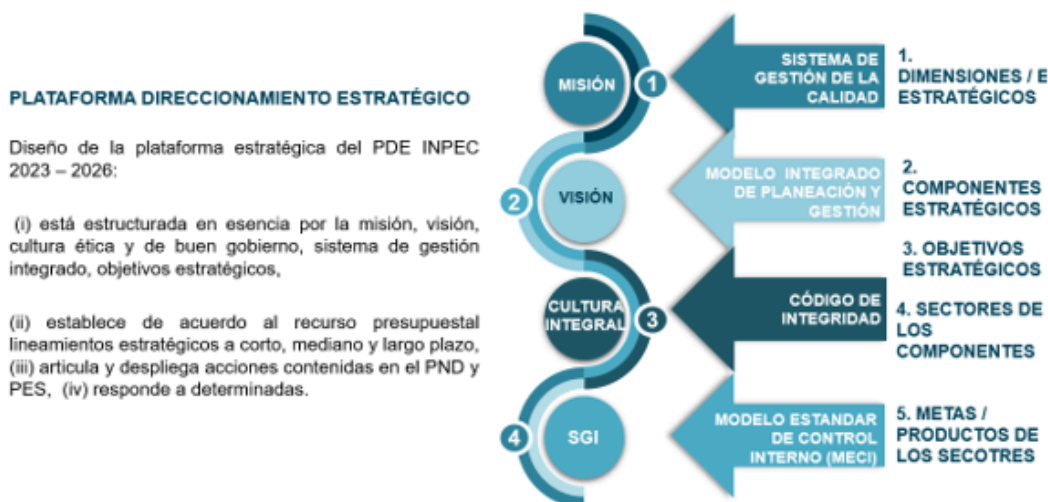 PLATAFORMA DIRECCIONAMIENTO ESTRATÉGICO
Diseño de la plataforma estratégica del PDE INPEC
2023 – 2026:
(i) está estructurada en esencia por la misión, visión,
cultura ética y de buen gobierno, sistema de gestión
integrado, objetivos estratégicos,
(ii) establece de acuerdo al recurso presupuestal
lineamientos estratégicos a corto, mediano y largo plazo,
(iii) articula y despliega acciones contenidas en el PND y
PES, (iv) responde a determinadas.
MISIÓN
1
VISIÓN
2
CULTURA
INTEGRAL
3
SGI
4
SISTEMA DE
GESTIÓN DE LA
CALIDAD
MODELO INTEGRADO
DE PLANEACIÓN Y
GESTIÓN
CÓDIGO DE
INTEGRIDAD
MODELO ESTANDAR
DE CONTROL
INTERNO (MECI)
1.
DIMENSIONES / E
ESTRATÉGICOS
2.
COMPONENTES
ESTRATÉGICOS
3. OBJETIVOS
ESTRATÉGICOS
4. SECTORES DE
LOS
COMPONENTES
5. METAS /
PRODUCTOS DE
LOS SECOTRES